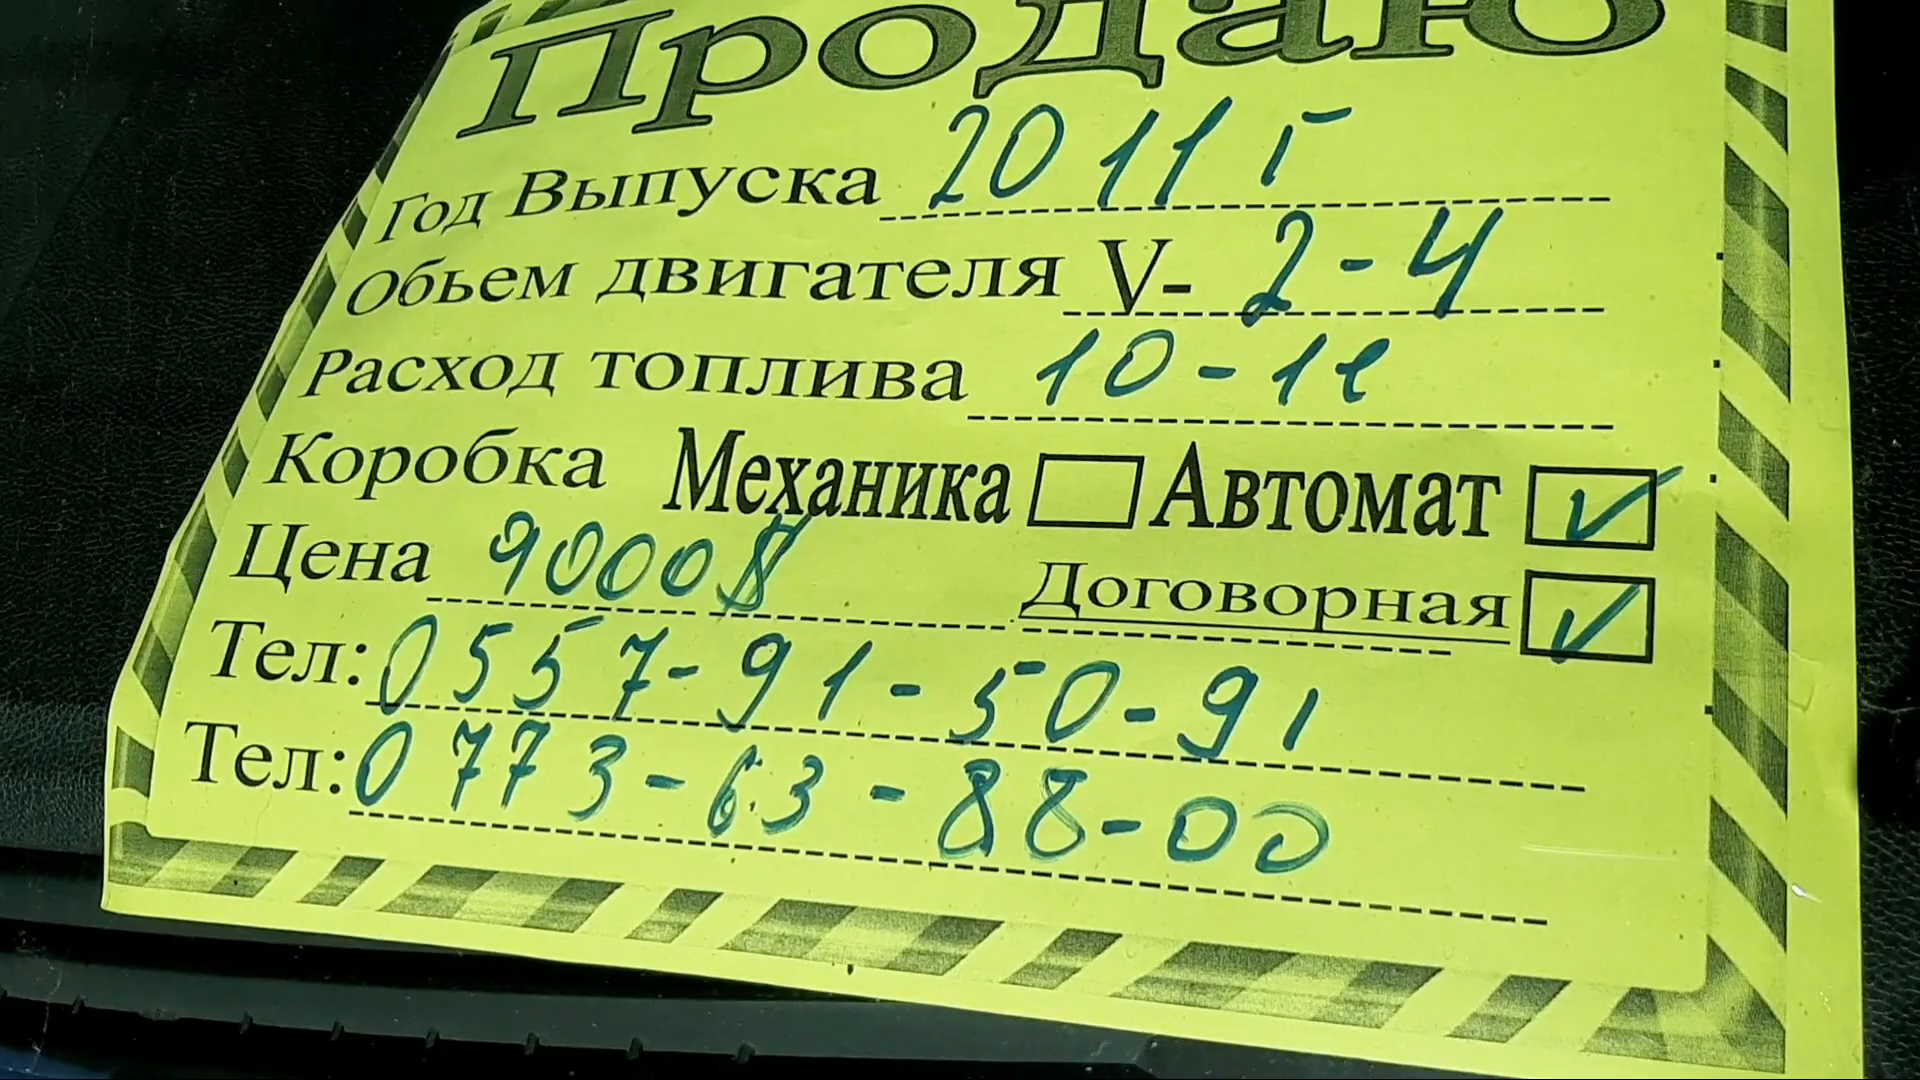 Продаю
Год Выпуска 2011 г
Обьем двигателя V- 2-4
Расход топлива 10-11
Коробка Механика Автомат ✓
Цена 9000$ Договорная ✓
Тел: 0557-91-50-91
Тел: 0773-63-88-00